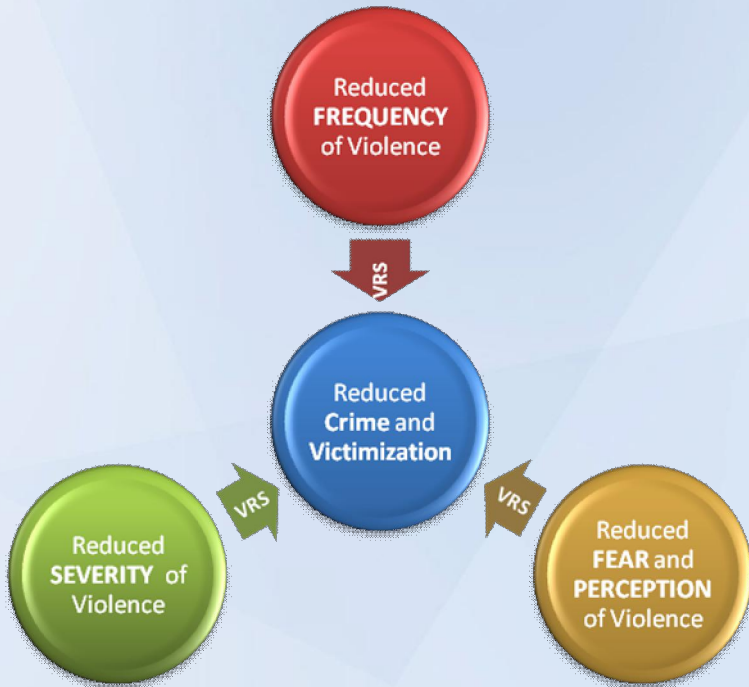 Reduced
FREQUENCY
of Violence
VRS
Reduced
Crime and
Victimization
VRS
VRS
Reduced
SEVERITY of
Violence
Reduced
FEAR and
PERCEPTION
of Violence